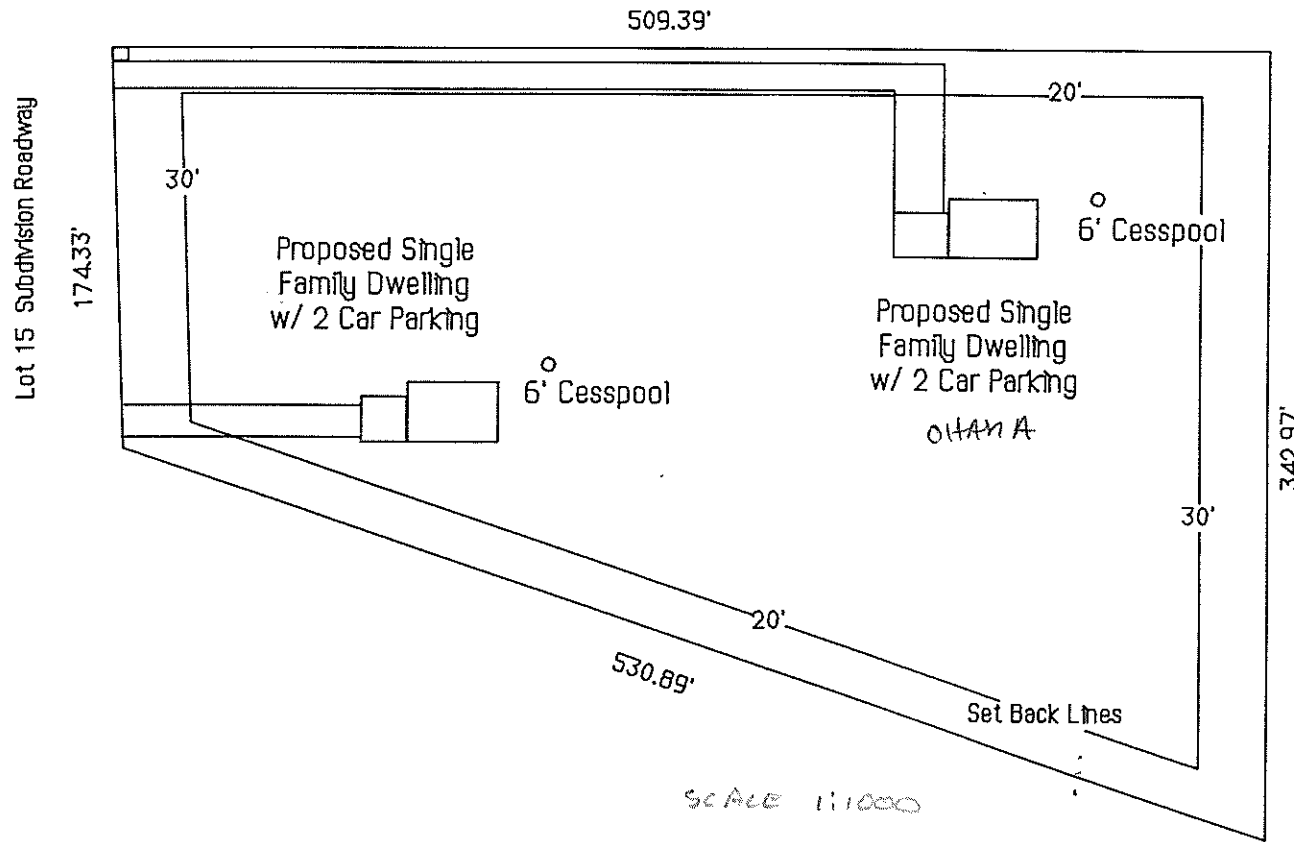 509.39'
20'
Lot 15 Subdivision Roadway
174.33'
30'
Proposed Single
Family Dwelling
w/ 2 Car Parking
6' Cesspool
6' Cesspool
Proposed Single
Family Dwelling
w/ 2 Car Parking
OHANA
342.97'
30'
20'
530.89'
Set Back Lines
SCALE 1:1000